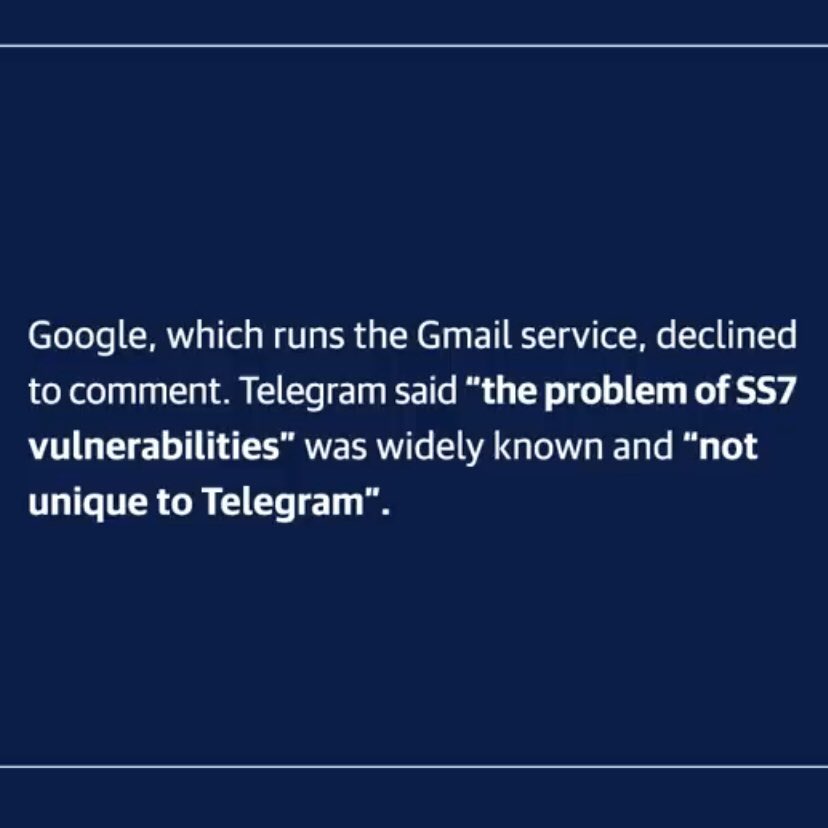 Google, which runs the Gmail service, declined
to comment. Telegram said “the problem of SS7
vulnerabilities” was widely known and “not
unique to Telegram”.